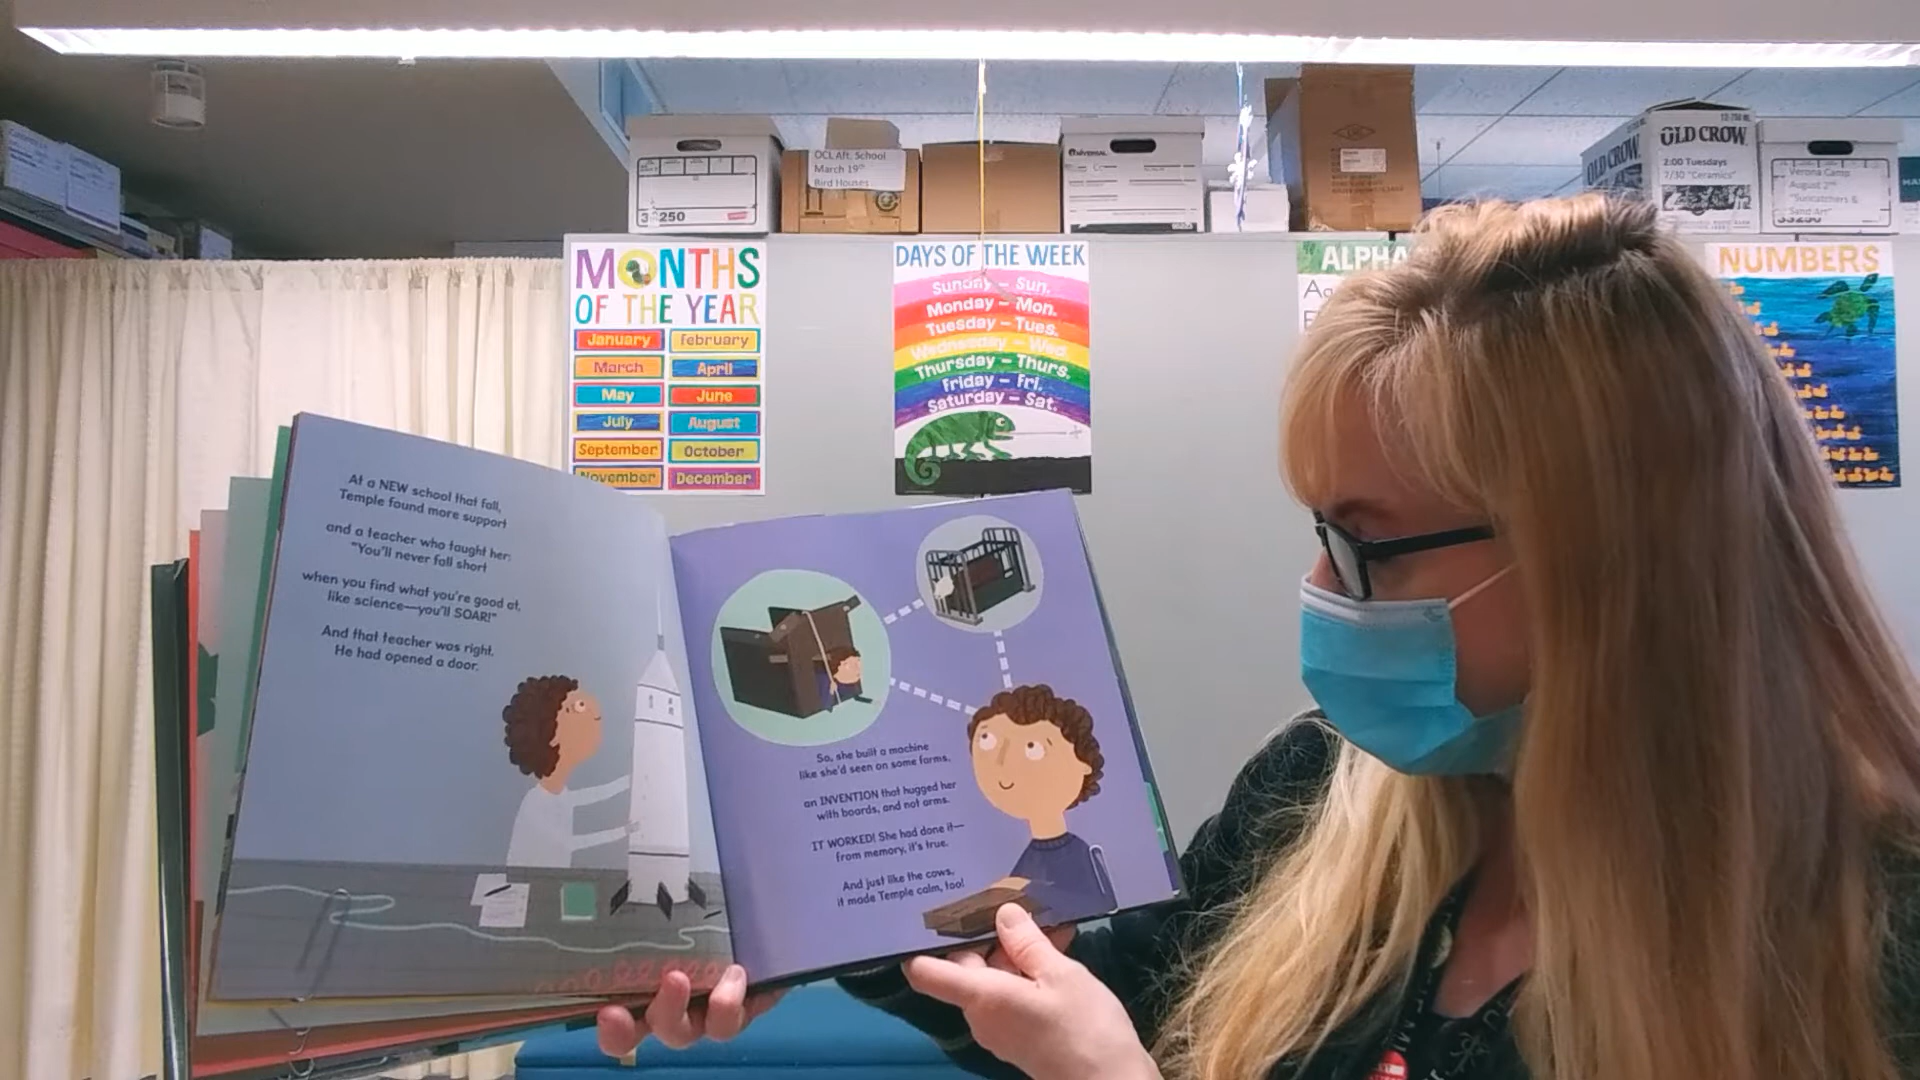 OCL Aft. School
March 19th
Bird Houses
250
OLD CROW
OLD CROW
2:00 Tuesdays
7/30 "Ceramics"
Verona Camp
August 2nd
"Suncatchers &
Sand Art"
MONTHS
OF THE YEAR
January February
March April
May June
July August
September October
November December
DAYS OF THE WEEK
Sunday – Sun.
Monday – Mon.
Tuesday – Tues.
Wednesday – Wed.
Thursday – Thurs.
Friday – Fri.
Saturday – Sat.
ALPHA
NUMBERS
At a NEW school that fall,
Temple found more support
and a teacher who taught her:
"You'll never fall short
when you find what you're good at,
like science—you'll SOAR!"
And that teacher was right.
He had opened a door.
So, she built a machine
like she'd seen on some farms,
an INVENTION that hugged her
with boards, and not arms.
IT WORKED! She had done it—
from memory, it's true.
And just like the cows,
it made Temple calm, too!